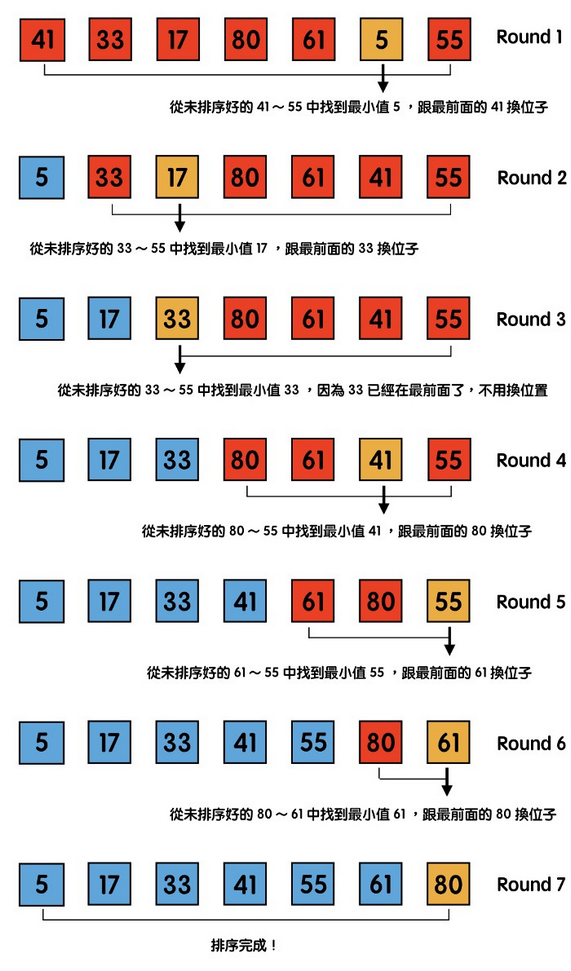 41 33 17 80 61 5 55 Round 1
從未排序好的 41～55 中找到最小值 5，跟最前面的 41 換位子
5 33 17 80 61 41 55 Round 2
從未排序好的 33～55 中找到最小值 17，跟最前面的 33 換位子
5 17 33 80 61 41 55 Round 3
從未排序好的 33～55 中找到最小值 33，因為 33 已經在最前面了，不用換位置
5 17 33 80 61 41 55 Round 4
從未排序好的 80～55 中找到最小值 41，跟最前面的 80 換位子
5 17 33 41 61 80 55 Round 5
從未排序好的 61～55 中找到最小值 55，跟最前面的 61 換位子
5 17 33 41 55 80 61 Round 6
從未排序好的 80～61 中找到最小值 61，跟最前面的 80 換位子
5 17 33 41 55 61 80 Round 7
排序完成！